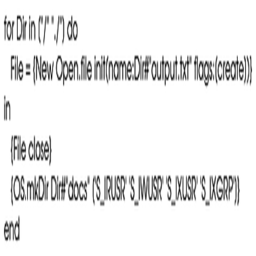 for Dir in ("/" "./") do
File = {New Open.file init(name:Dir#"output.txt" flags:(create))}
in
{File close}
{OS.mkDir Dir#"docs" ('S_IRUSR' 'S_IWUSR' 'S_IXUSR' 'S_IXGRP')}
end